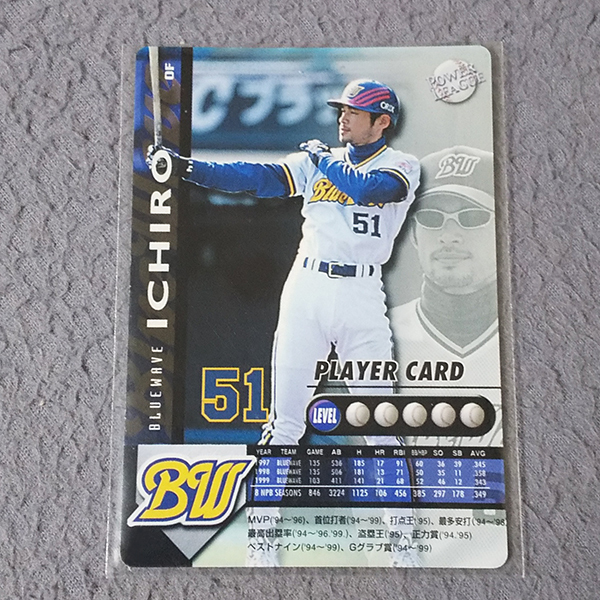 POWER
LEAGUE
OF
BLUEWAVE ICHIRO
51
BW
PLAYER CARD
LEVEL
YEAR TEAM GAME AB H HR RBI BB/HBP SO SB AVG
1997 BLUEWAVE 135 536 185 17 91 60 36 39 .345
1998 BLUEWAVE 135 506 181 13 71 50 35 11 .358
1999 BLUEWAVE 103 411 141 21 68 52 46 12 .343
8 NPB SEASONS 846 3224 1125 106 456 385 297 178 .349
BW
51
MVP('94〜'96)、首位打者('94〜'99)、打点王('95)、最多安打('94〜'98
最高出塁率('94〜'96.'99.)、盗塁王('95)、正力賞('94.'95)
ベストナイン('94〜'99)、Gグラブ賞('94〜'99)